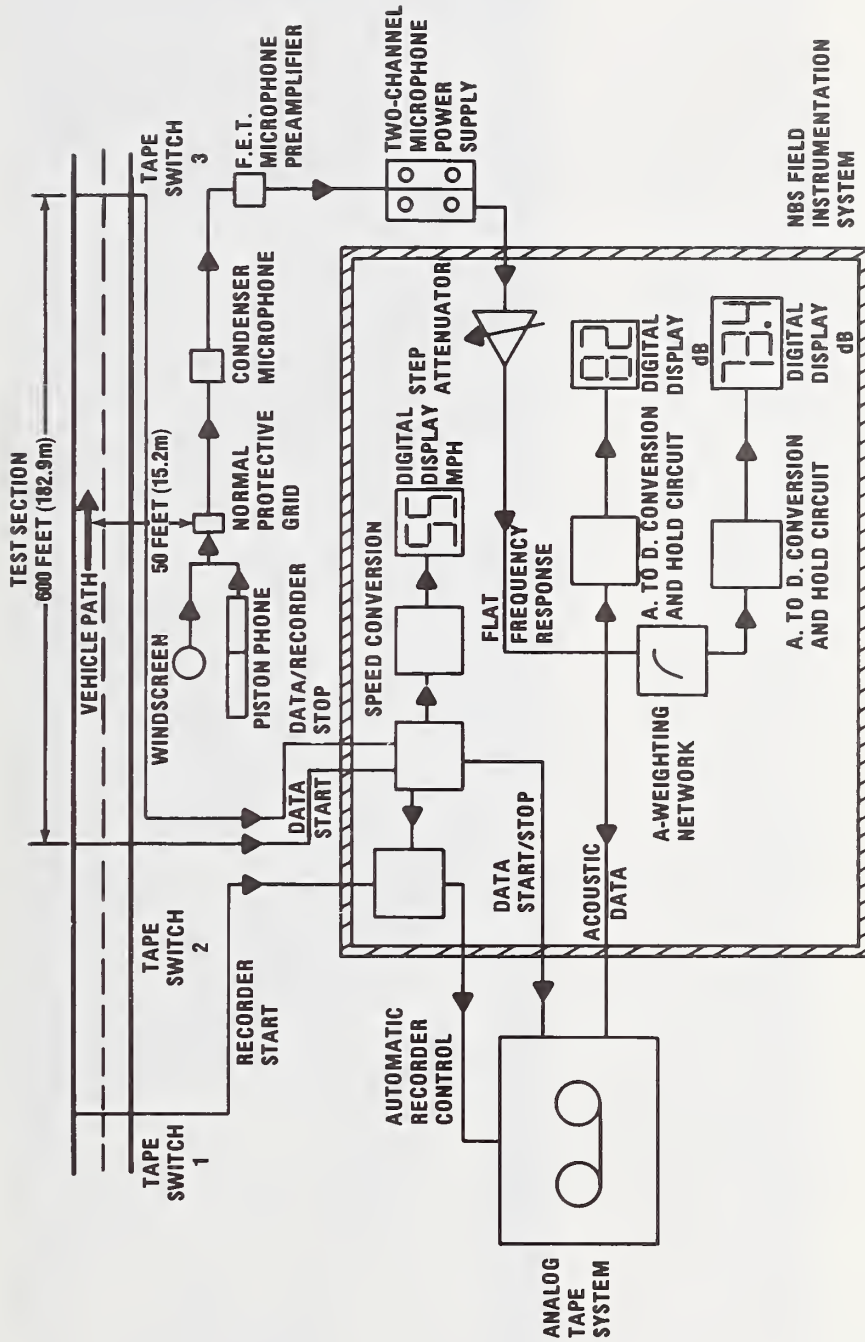 TEST SECTION
600 FEET (182.9m)
VEHICLE PATH
50 FEET (15.2m)
TAPE
SWITCH
1
TAPE
SWITCH
2
TAPE
SWITCH
3
RECORDER
START
DATA
START
DATA/RECORDER
STOP
WINDSCREEN
PISTON PHONE
NORMAL
PROTECTIVE
GRID
CONDENSER
MICROPHONE
F.E.T.
MICROPHONE
PREAMPLIFIER
TWO-CHANNEL
MICROPHONE
POWER
SUPPLY
SPEED CONVERSION
55
DIGITAL
DISPLAY
MPH
STEP
ATTENUATOR
FLAT
FREQUENCY
RESPONSE
AUTOMATIC
RECORDER
CONTROL
DATA
START/STOP
ACOUSTIC
DATA
A. TO D. CONVERSION
AND HOLD CIRCUIT
82
DIGITAL
DISPLAY
dB
A-WEIGHTING
NETWORK
A. TO D. CONVERSION
AND HOLD CIRCUIT
73.4
DIGITAL
DISPLAY
dB
ANALOG
TAPE
SYSTEM
NBS FIELD
INSTRUMENTATION
SYSTEM